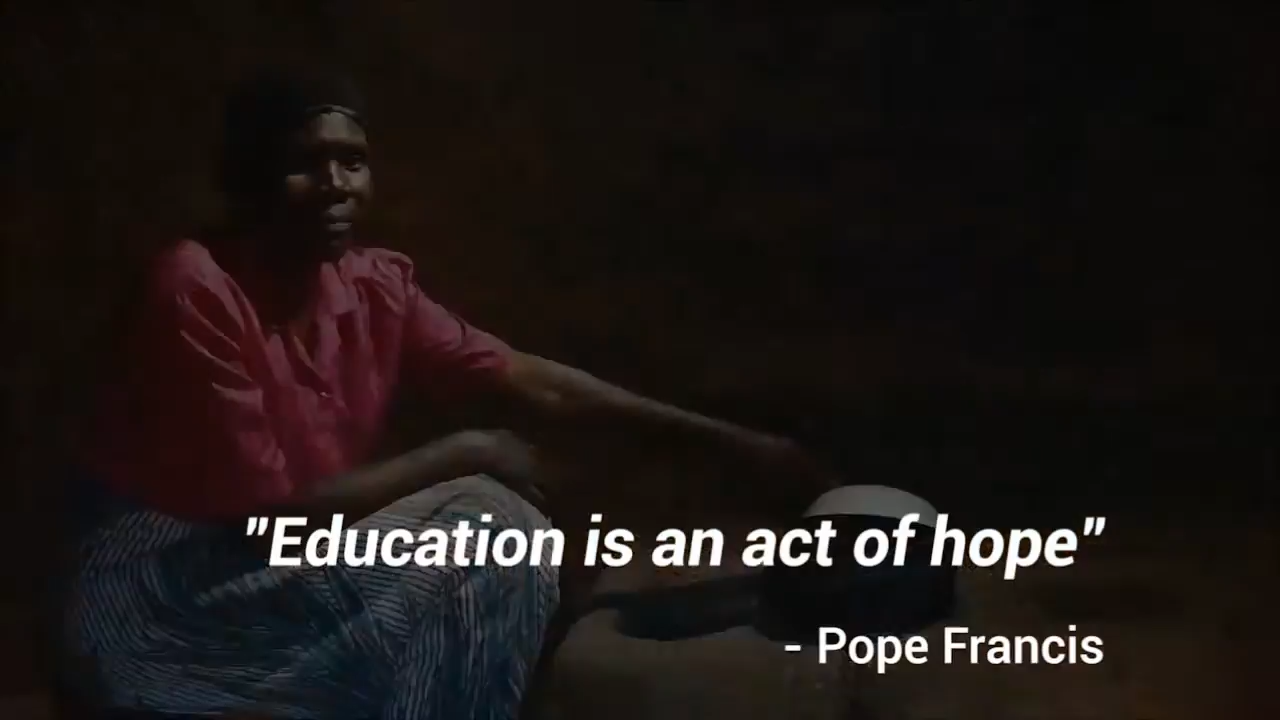 "Education is an act of hope"
- Pope Francis